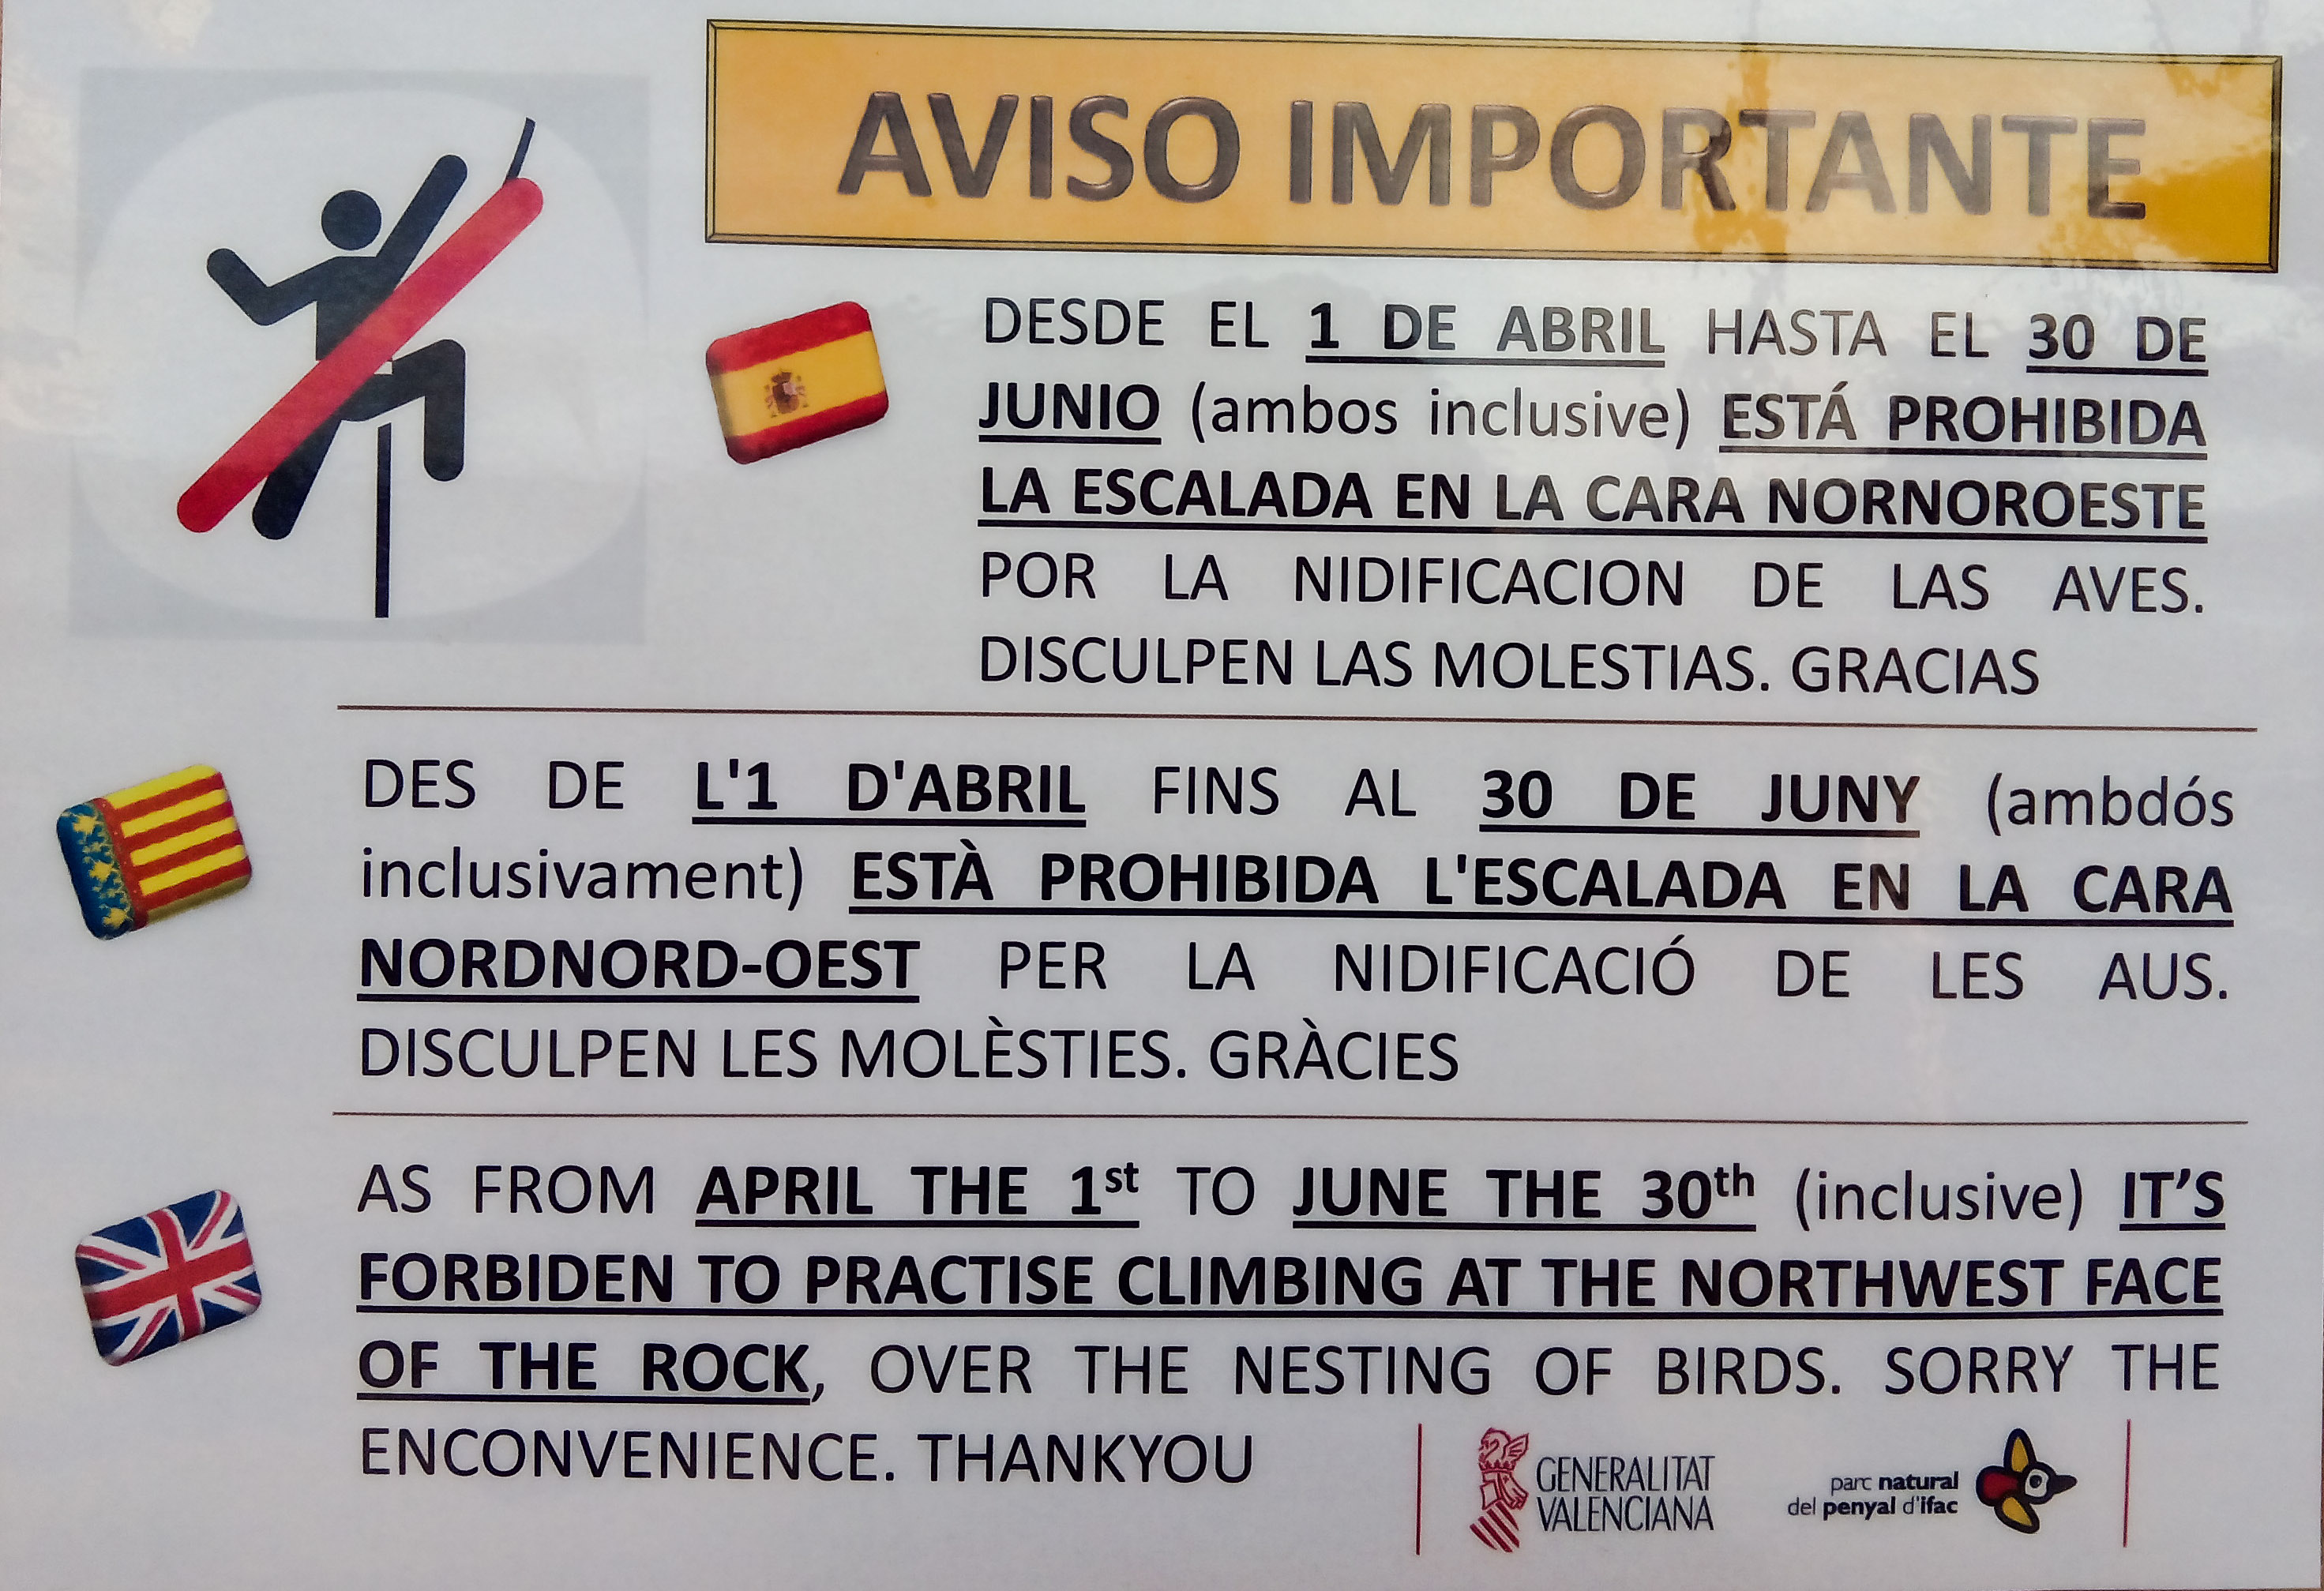 AVISO IMPORTANTE
DESDE EL 1 DE ABRIL HASTA EL 30 DE
JUNIO (ambos inclusive) ESTÁ PROHIBIDA
LA ESCALADA EN LA CARA NORNOROESTE
POR LA NIDIFICACION DE LAS AVES.
DISCULPEN LAS MOLESTIAS. GRACIAS
DES DE L'1 D'ABRIL FINS AL 30 DE JUNY (ambdós
inclusivament) ESTÀ PROHIBIDA L'ESCALADA EN LA CARA
NORDNORD-OEST PER LA NIDIFICACIÓ DE LES AUS.
DISCULPEN LES MOLÈSTIES. GRÀCIES
AS FROM APRIL THE 1st TO JUNE THE 30th (inclusive) IT'S
FORBIDEN TO PRACTISE CLIMBING AT THE NORTHWEST FACE
OF THE ROCK, OVER THE NESTING OF BIRDS. SORRY THE
ENCONVENIENCE. THANKYOU
GENERALITAT
VALENCIANA
parc natural
del penyal d'ifac